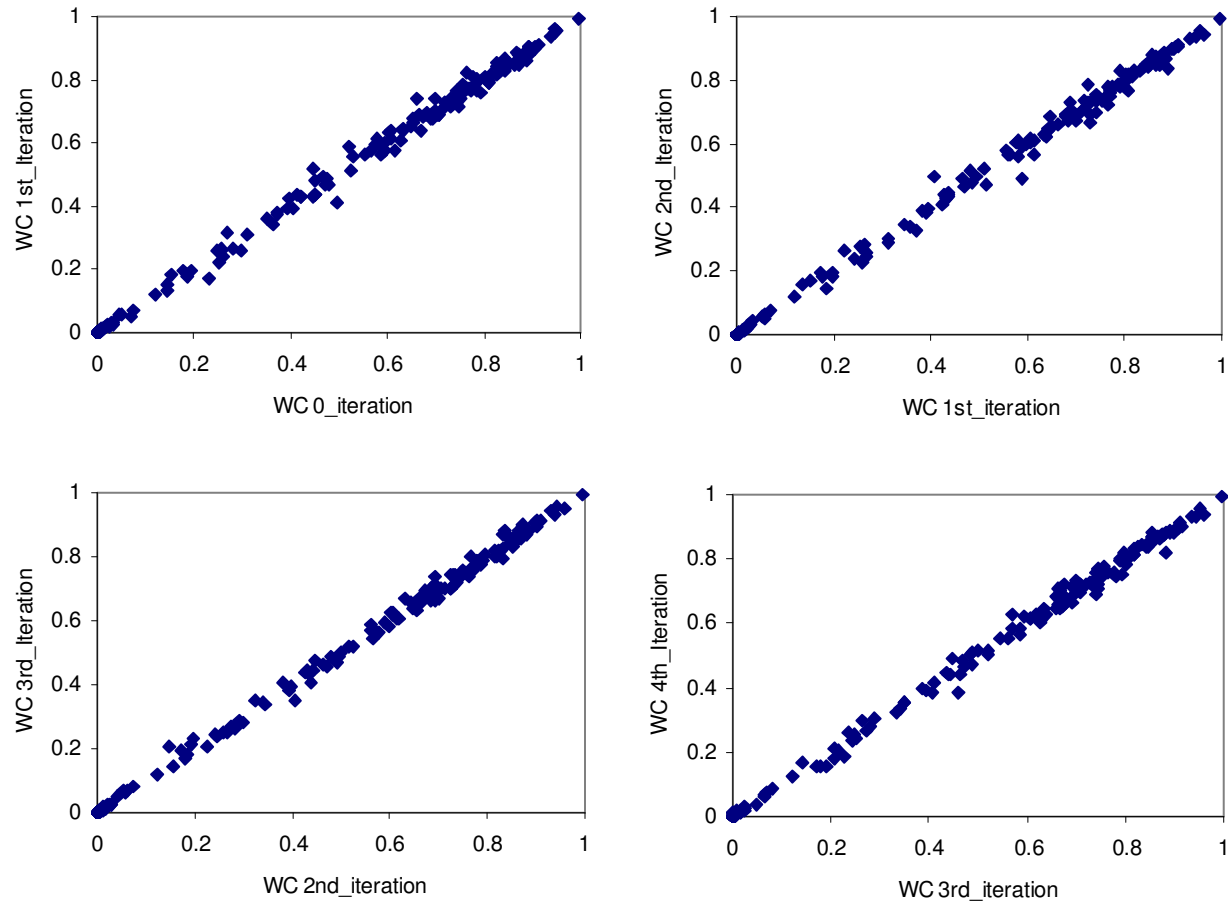 1
0.8
0.6
0.4
0.2
0
0 0.2 0.4 0.6 0.8 1
WC 1st_Iteration
WC 0_iteration
1
0.8
0.6
0.4
0.2
0
0 0.2 0.4 0.6 0.8 1
WC 2nd_Iteration
WC 1st_iteration
1
0.8
0.6
0.4
0.2
0
0 0.2 0.4 0.6 0.8 1
WC 3rd_Iteration
WC 2nd_iteration
1
0.8
0.6
0.4
0.2
0
0 0.2 0.4 0.6 0.8 1
WC 4th_Iteration
WC 3rd_iteration